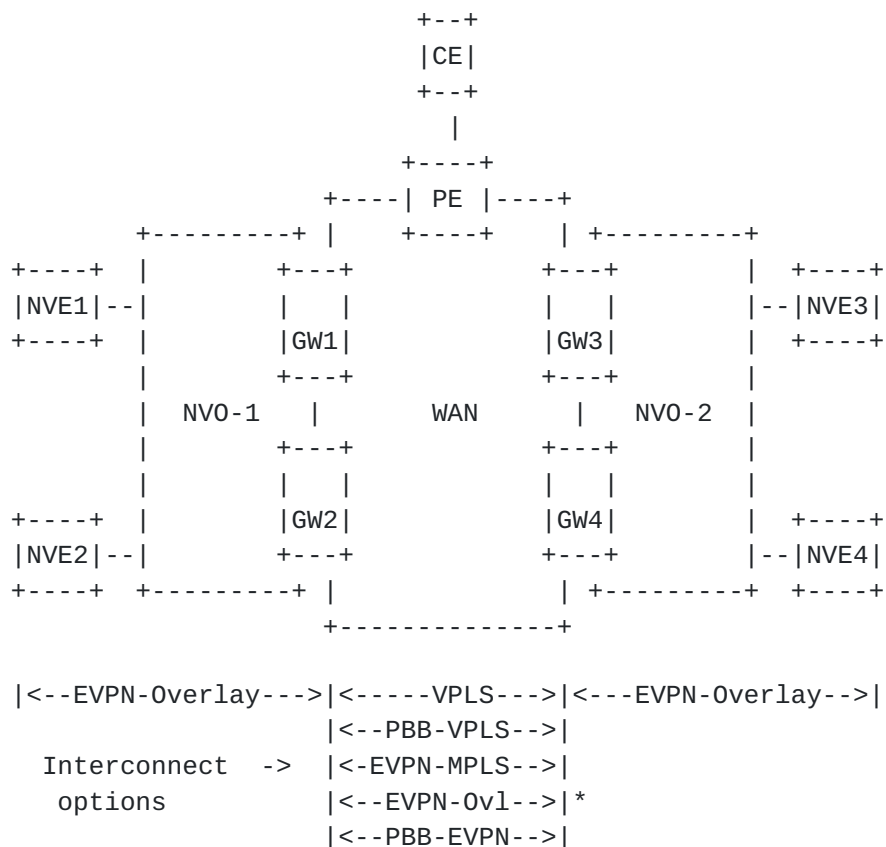 +--+
                           |CE|
                           +--+
                             |
                          +----+
                     +----| PE |----+
        +---------+ |    +----+    | +---------+
+----+  |        +---+            +---+        |  +----+
|NVE1|--|        |   |            |   |        |--|NVE3|
+----+  |        |GW1|            |GW3|        |  +----+
        |        +---+            +---+        |
        |  NVO-1   |       WAN      |   NVO-2  |
        |        +---+            +---+        |
        |        |   |            |   |        |
+----+  |        |GW2|            |GW4|        |  +----+
|NVE2|--|        +---+            +---+        |--|NVE4|
+----+  +---------+ |              | +---------+  +----+
                    +--------------+

|<--EVPN-Overlay--->|<-----VPLS--->|<---EVPN-Overlay-->|
                    |<--PBB-VPLS-->|
  Interconnect  ->  |<-EVPN-MPLS-->|
   options          |<--EVPN-Ovl-->|*
                    |<--PBB-EVPN-->|